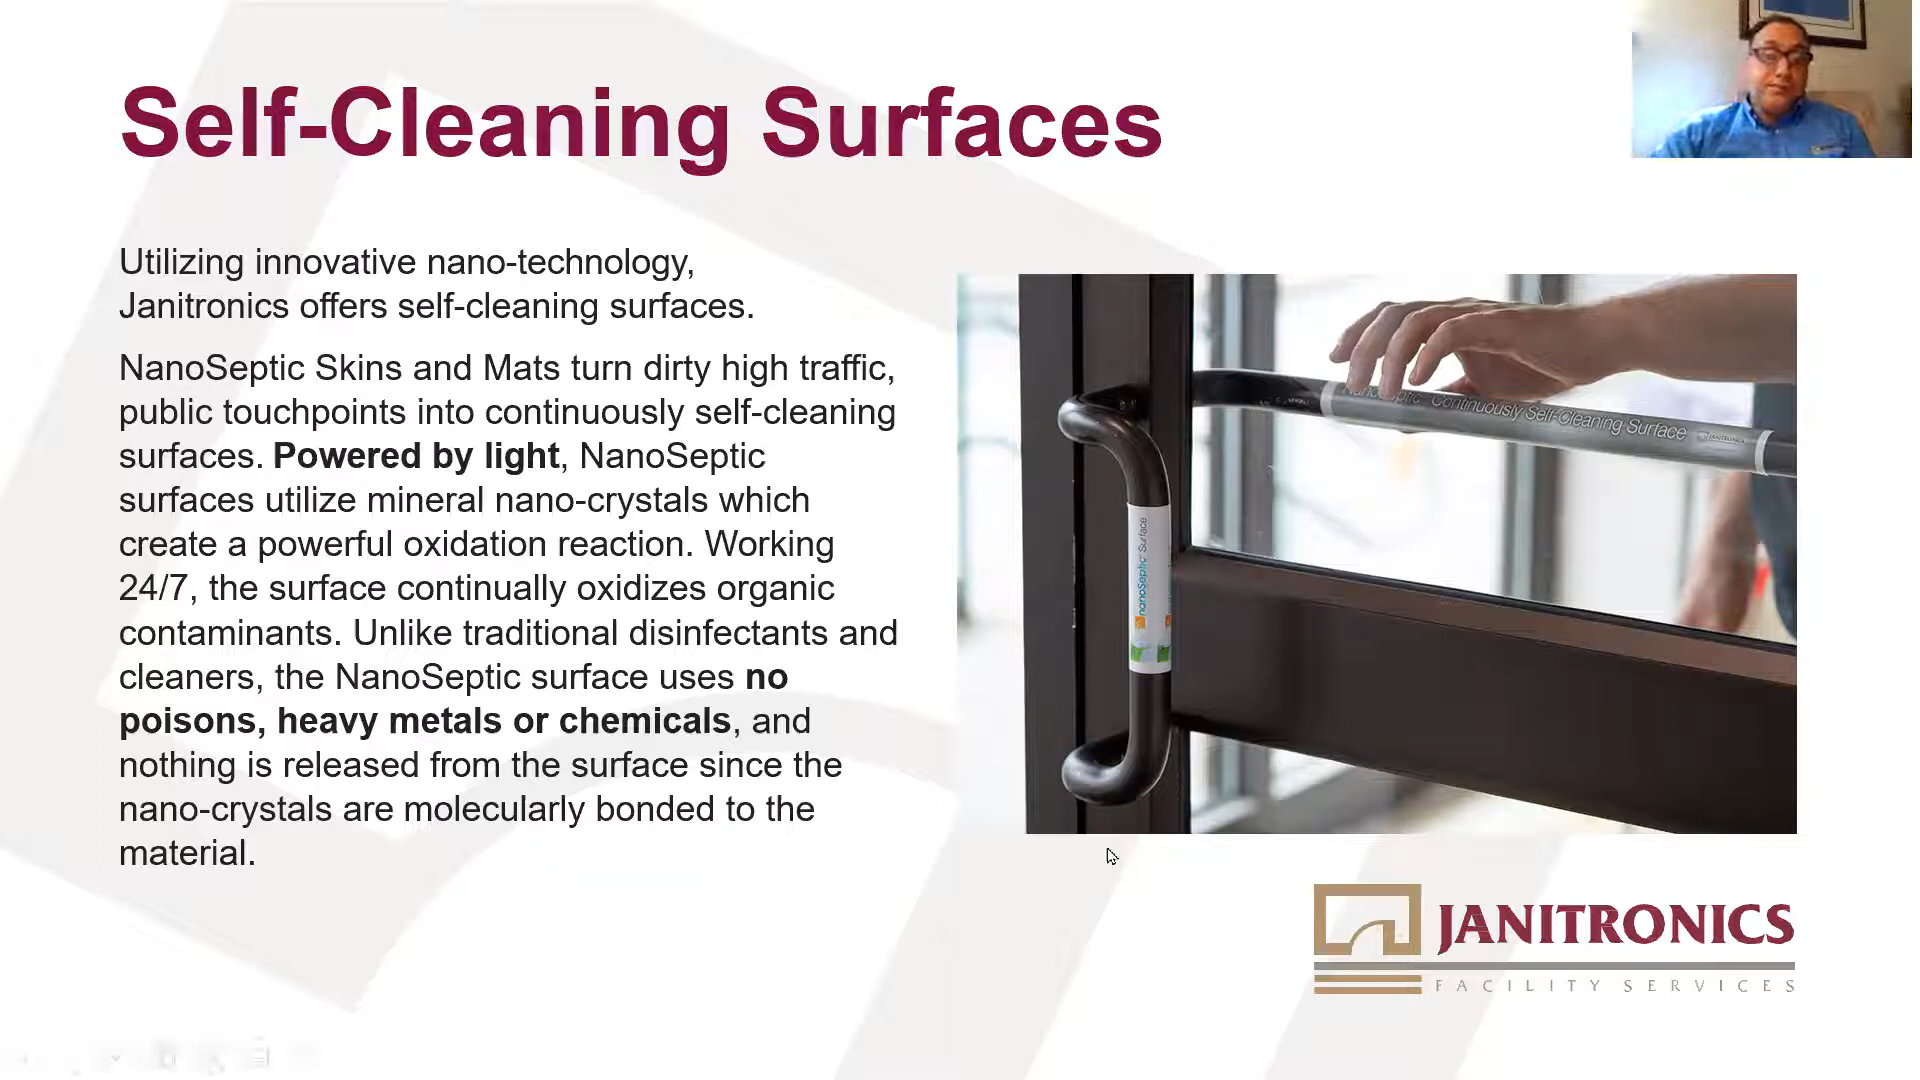 Self-Cleaning Surfaces
Utilizing innovative nano-technology,
Janitronics offers self-cleaning surfaces.
NanoSeptic Skins and Mats turn dirty high traffic,
public touchpoints into continuously self-cleaning
surfaces. Powered by light, NanoSeptic
surfaces utilize mineral nano-crystals which
create a powerful oxidation reaction. Working
24/7, the surface continually oxidizes organic
contaminants. Unlike traditional disinfectants and
cleaners, the NanoSeptic surface uses no
poisons, heavy metals or chemicals, and
nothing is released from the surface since the
nano-crystals are molecularly bonded to the
material.
NanoSeptic Continuously Self-Cleaning Surface
JANITRONICS
nanoSeptic Surface
JANITRONICS
FACILITY SERVICES